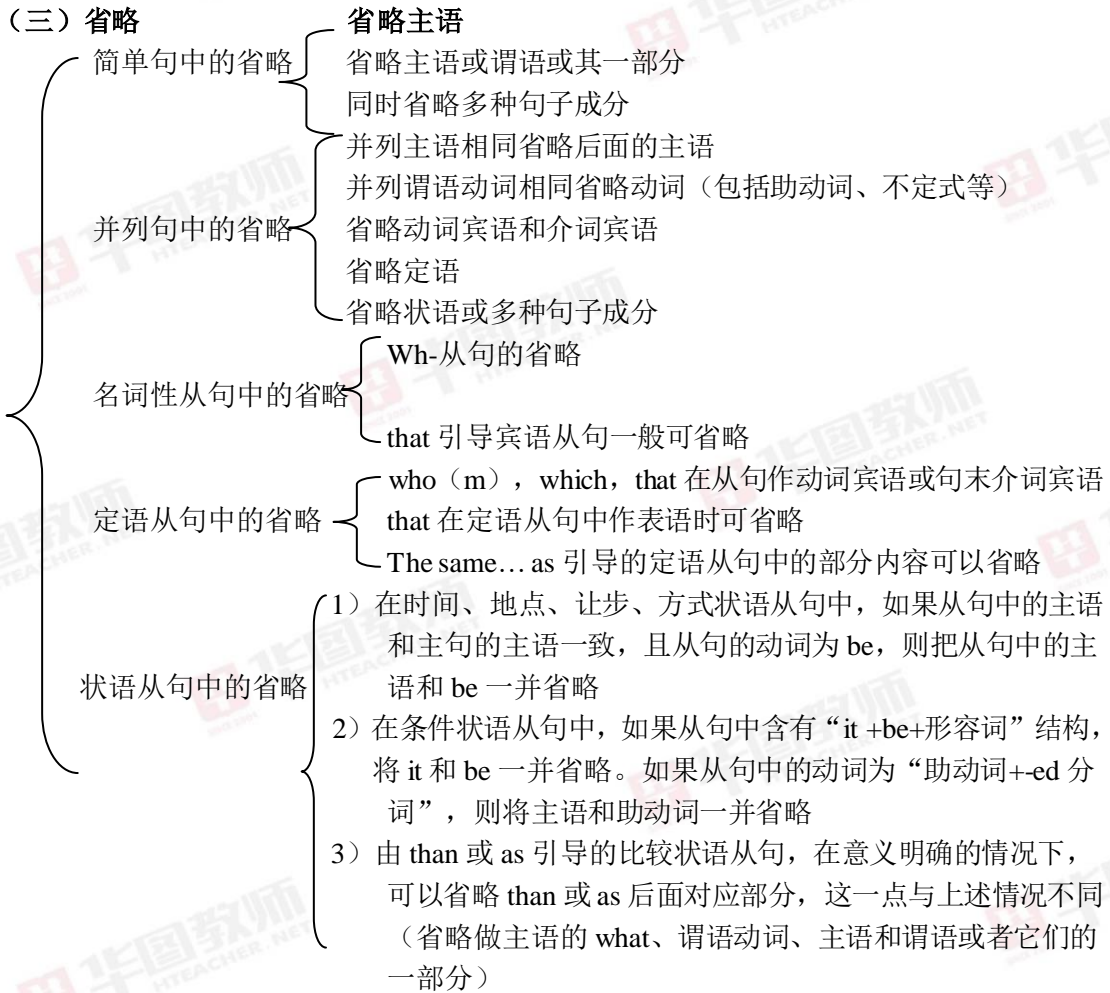 （三）省略
省略主语
简单句中的省略
省略主语或谓语或其一部分
同时省略多种句子成分
并列主语相同省略后面的主语
并列谓语动词相同省略动词（包括助动词、不定式等）
并列句中的省略
省略动词宾语和介词宾语
省略定语
省略状语或多种句子成分
Wh-从句的省略
名词性从句中的省略
that 引导宾语从句一般可省略
who（m），which，that 在从句作动词宾语或句末介词宾语
定语从句中的省略
that 在定语从句中作表语时可省略
The same… as 引导的定语从句中的部分内容可以省略
1）在时间、地点、让步、方式状语从句中，如果从句中的主语
和主句的主语一致，且从句的动词为 be，则把从句中的主
状语从句中的省略
语和 be 一并省略
2）在条件状语从句中，如果从句中含有“it +be+形容词”结构，
将 it 和 be 一并省略。如果从句中的动词为“助动词+-ed 分
词”，则将主语和助动词一并省略
3）由 than 或 as 引导的比较状语从句，在意义明确的情况下，
可以省略 than 或 as 后面对应部分，这一点与上述情况不同
（省略做主语的 what、谓语动词、主语和谓语或者它们的
一部分）
华图教师
HTEACHER.NET